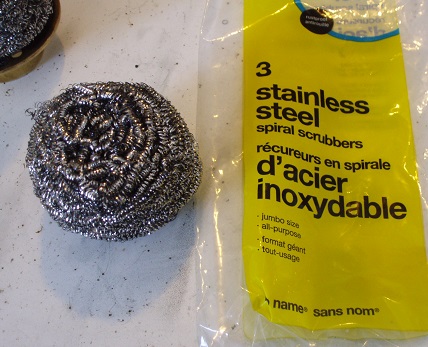 3
stainless
steel
spiral scrubbers
récureurs en spirale
d'acier
inoxydable
· jumbo size
· all-purpose
· format géant
· tout-usage
name® sans nom®